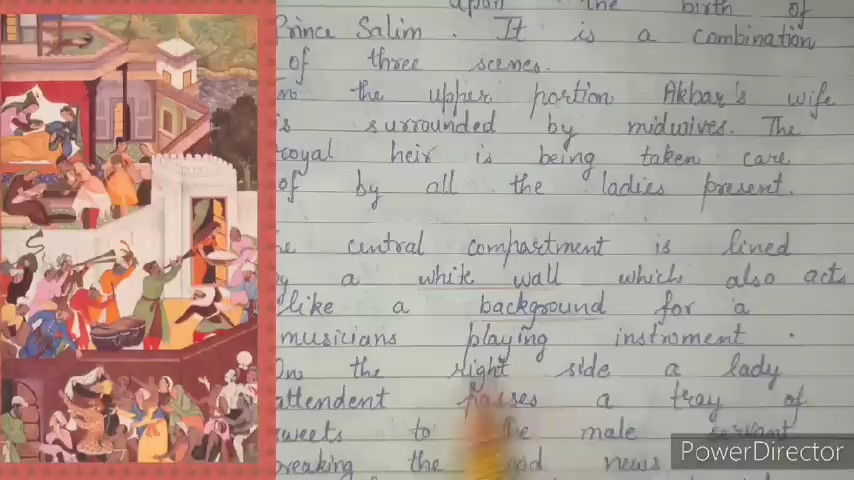 upon the birth of
Prince Salim. It is a combination
of three scenes.
In the upper portion Akbar's wife
is surrounded by midwives. The
royal heir is being taken care
of by all the ladies present.
The central compartment is lined
by a white wall which also acts
like a background for a
musicians playing instroment.
On the right side a lady
attendent passes a tray of
sweets to the male servant
breaking the good news
PowerDirector